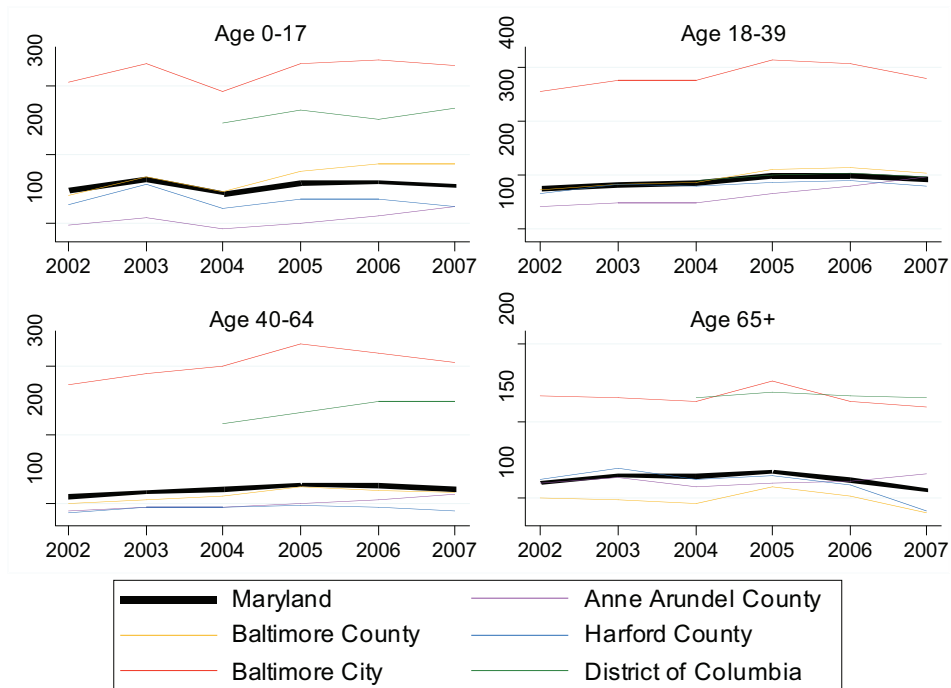 Age 0-17
300
200
100
2002 2003 2004 2005 2006 2007
Age 18-39
400
300
200
100
2002 2003 2004 2005 2006 2007
Age 40-64
300
200
100
2002 2003 2004 2005 2006 2007
Age 65+
200
150
100
2002 2003 2004 2005 2006 2007
Maryland
Anne Arundel County
Baltimore County
Harford County
Baltimore City
District of Columbia